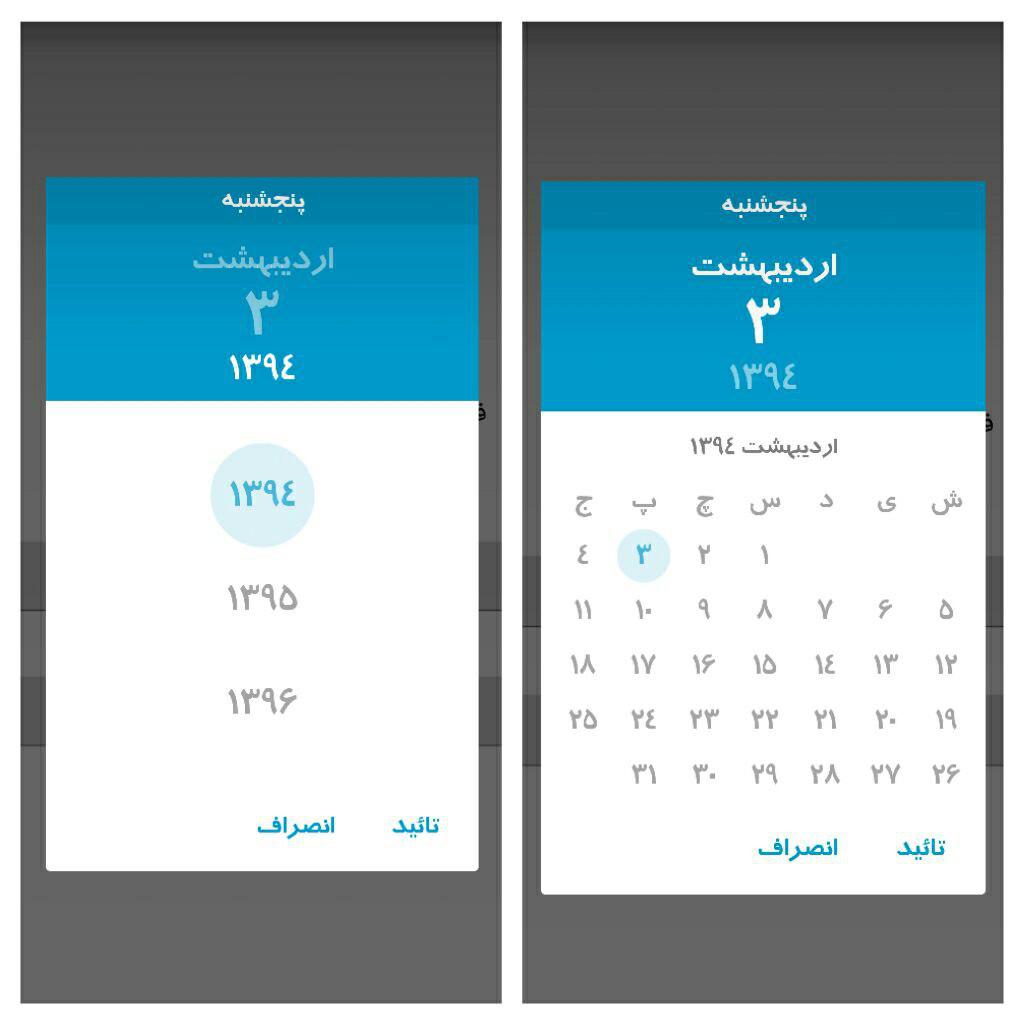 پنجشنبه
اردیبهشت
۳
۱۳۹٤
۱۳۹٤
۱۳۹۵
۱۳۹۶
تائید انصراف
پنجشنبه
اردیبهشت
۳
۱۳۹٤
اردیبهشت ۱۳۹٤
ش ی د س چ پ ج
۱ ۲ ۳ ٤
۵ ۶ ۷ ۸ ۹ ۱۰ ۱۱
۱۲ ۱۳ ۱٤ ۱۵ ۱۶ ۱۷ ۱۸
۱۹ ۲۰ ۲۱ ۲۲ ۲۳ ۲٤ ۲۵
۲۶ ۲۷ ۲۸ ۲۹ ۳۰ ۳۱
تائید انصراف